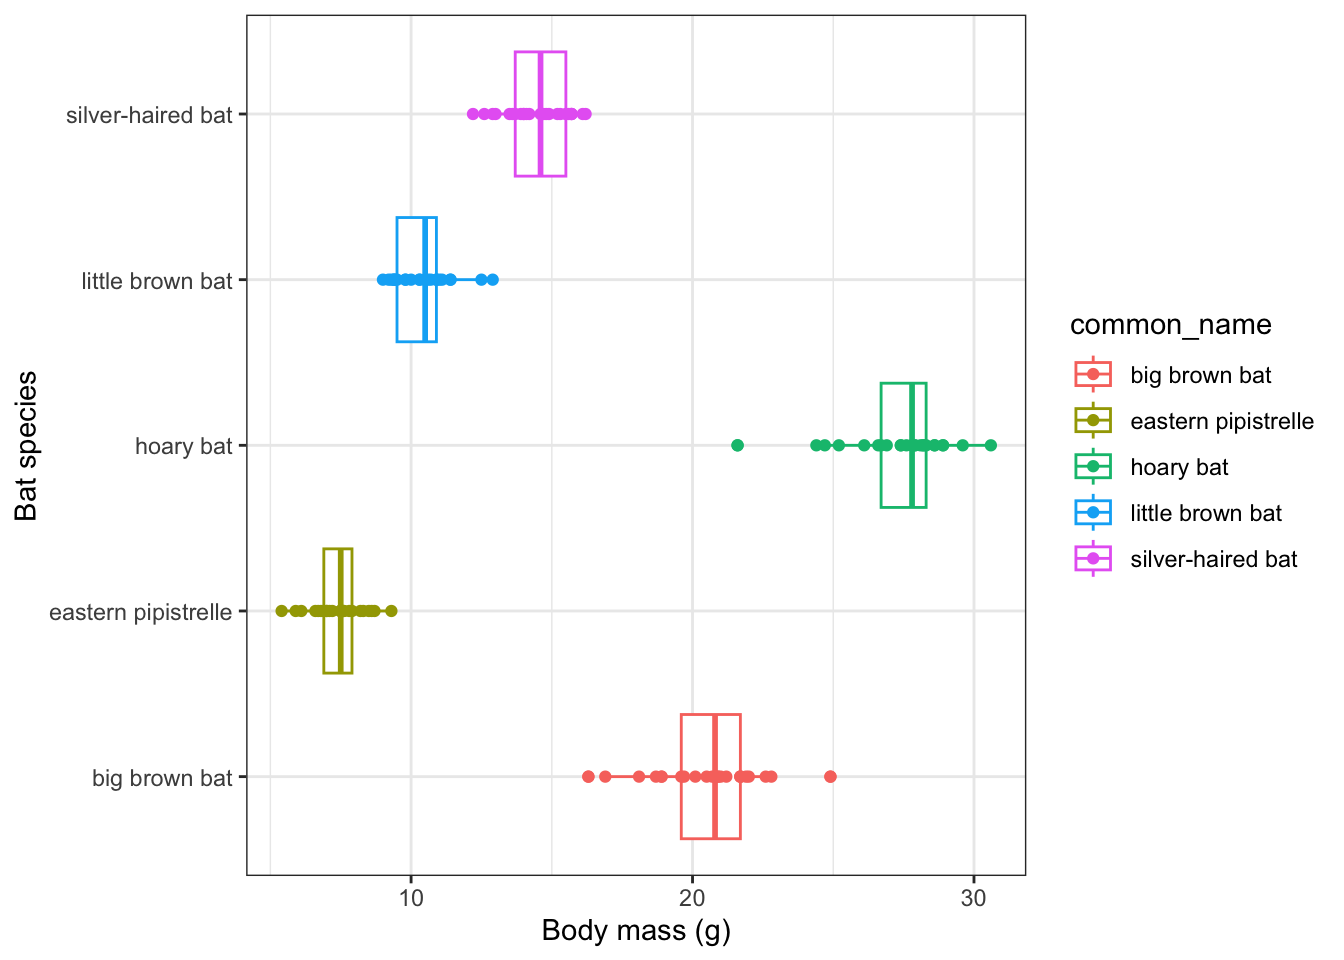 silver-haired bat
little brown bat
hoary bat
eastern pipistrelle
big brown bat
Bat species
10
20
30
Body mass (g)
common_name
big brown bat
eastern pipistrelle
hoary bat
little brown bat
silver-haired bat